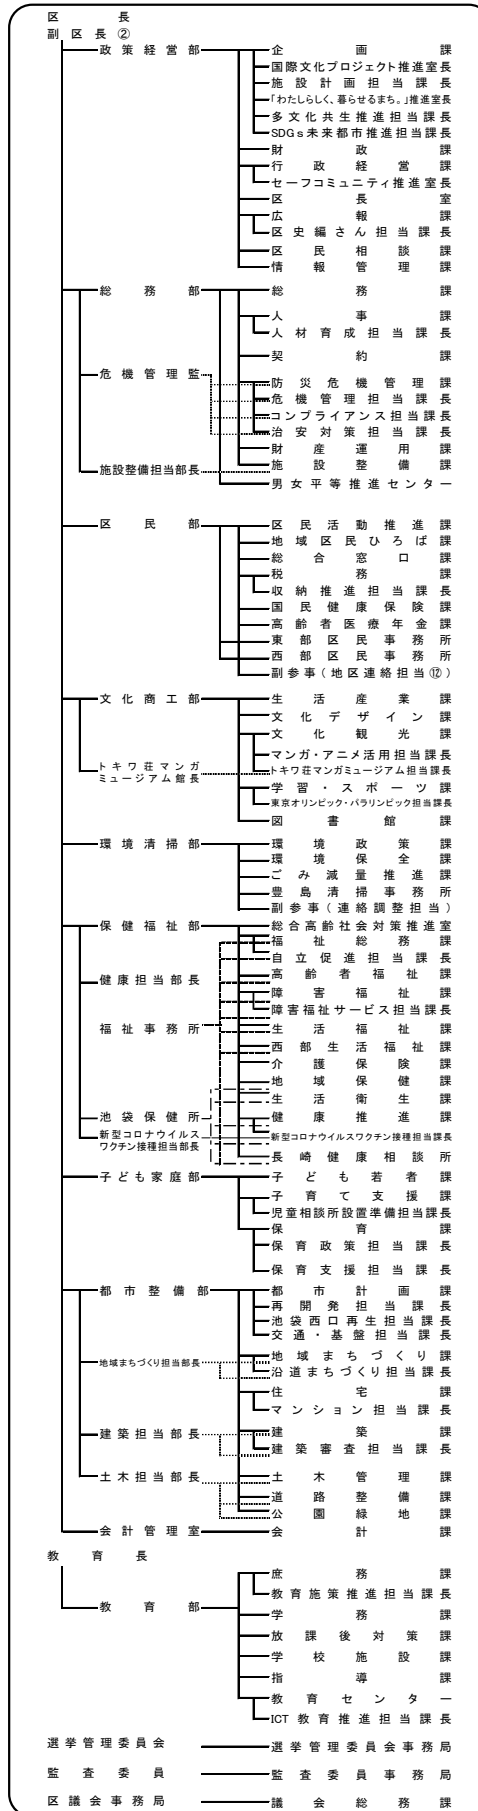 区長
副区長②
政策経営部 企画課
国際文化プロジェクト推進室長
施設計画担当課長
「わたしらしく、暮らせるまち。」推進室長
多文化共生推進担当課長
SDGs未来都市推進担当課長
財政課
行政経営課
セーフコミュニティ推進室長
区長室
広報課
区史編さん担当課長
区民相談課
情報管理課
総務部 総務課
人事課
人材育成担当課長
契約課
危機管理監 防災危機管理課
危機管理担当課長
コンプライアンス担当課長
治安対策担当課長
財産運用課
施設整備担当部長 施設整備課
男女平等推進センター
区民部 区民活動推進課
地域区民ひろば課
総合窓口課
税務課
収納推進担当課長
国民健康保険課
高齢者医療年金課
東部区民事務所
西部区民事務所
副参事(地区連絡担当⑫)
文化商工部 生活産業課
文化デザイン課
文化観光課
マンガ・アニメ活用担当課長
トキワ荘マンガ
ミュージアム館長 トキワ荘マンガミュージアム担当課長
学習・スポーツ課
東京オリンピック・パラリンピック担当課長
図書館課
環境清掃部 環境政策課
環境保全課
ごみ減量推進課
豊島清掃事務所
副参事(連絡調整担当)
保健福祉部 総合高齢社会対策推進室
福祉総務課
自立促進担当課長
健康担当部長 高齢者福祉課
障害福祉課
障害福祉サービス担当課長
福祉事務所 生活福祉課
西部生活福祉課
介護保険課
地域保健課
生活衛生課
池袋保健所 健康推進課
新型コロナウイルス
ワクチン接種担当部長 新型コロナウイルスワクチン接種担当課長
長崎健康相談所
子ども家庭部 子ども若者課
子育て支援課
児童相談所設置準備担当課長
保育課
保育政策担当課長
保育支援担当課長
都市整備部 都市計画課
再開発担当課長
池袋西口再生担当課長
交通・基盤担当課長
地域まちづくり担当部長 地域まちづくり課
沿道まちづくり担当課長
住宅課
マンション担当課長
建築担当部長 建築課
建築審査担当課長
土木担当部長 土木管理課
道路整備課
公園緑地課
会計管理室 会計課
教育長
庶務課
教育施策推進担当課長
教育部 学務課
放課後対策課
学校施設課
指導課
教育センター
ICT教育推進担当課長
選挙管理委員会 選挙管理委員会事務局
監査委員 監査委員事務局
区議会事務局 議会総務課